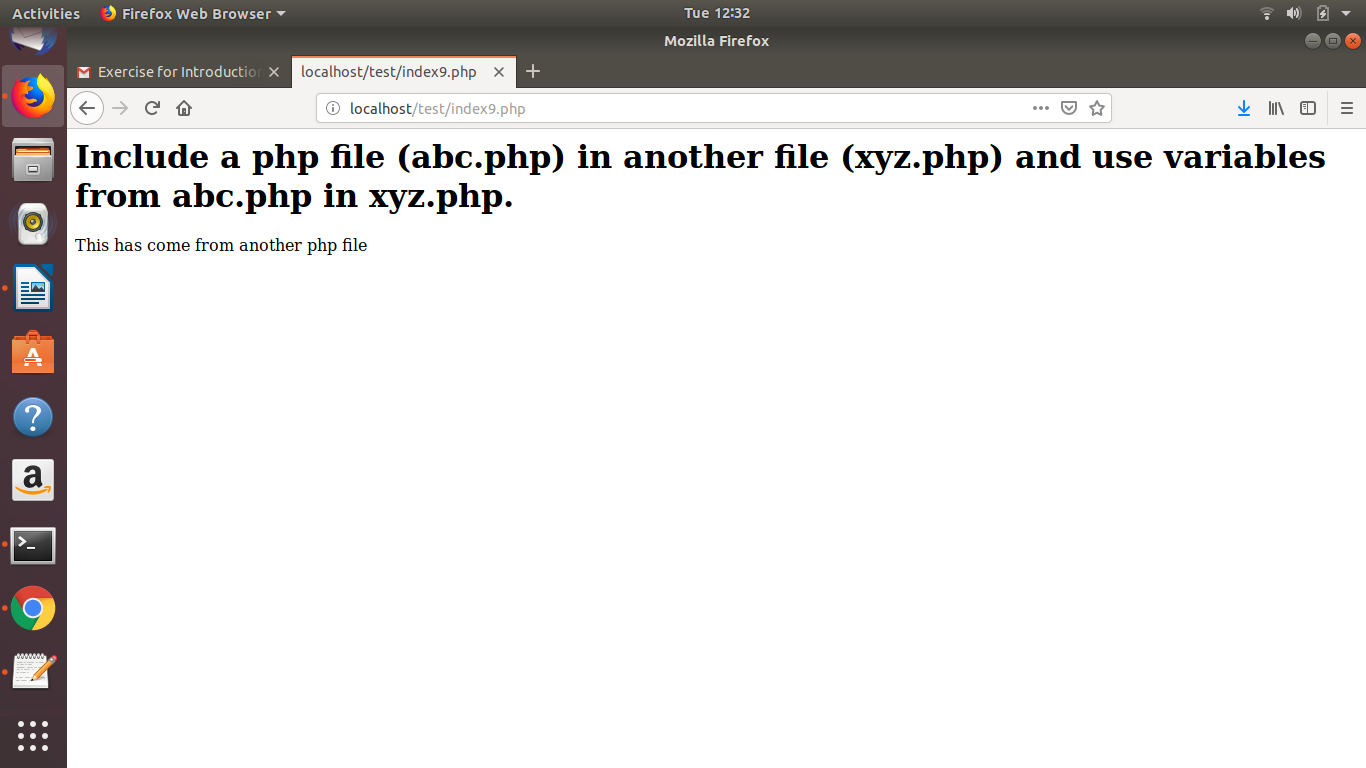 Activities
Firefox Web Browser
Tue 12:32
Mozilla Firefox
Exercise for Introduction
localhost/test/index9.php
localhost/test/index9.php
Include a php file (abc.php) in another file (xyz.php) and use variables
from abc.php in xyz.php.
This has come from another php file